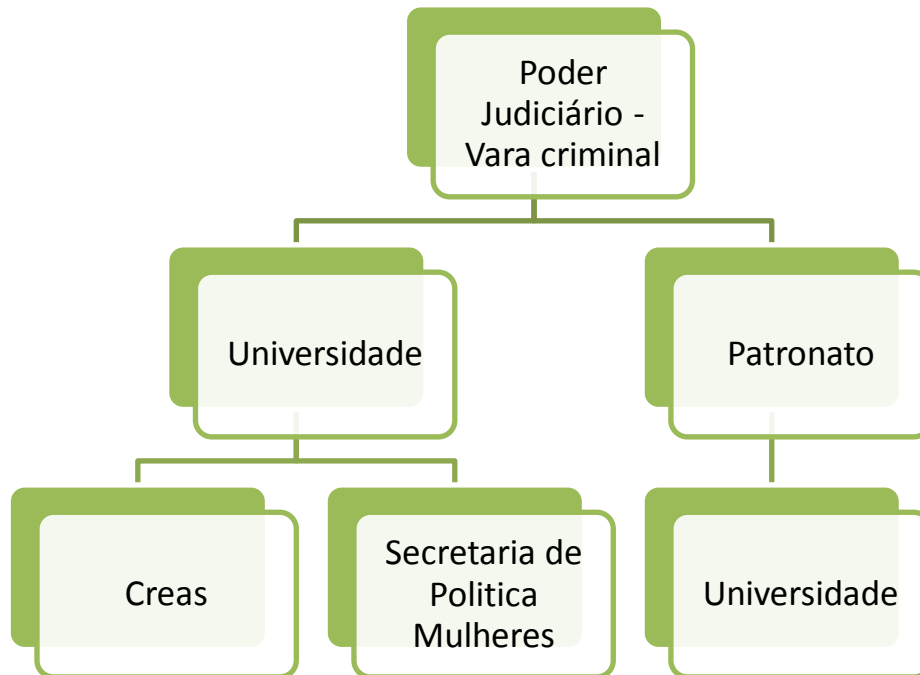 Poder
Judiciário -
Vara criminal
Universidade
Patronato
Creas
Secretaria de
Politica
Mulheres
Universidade